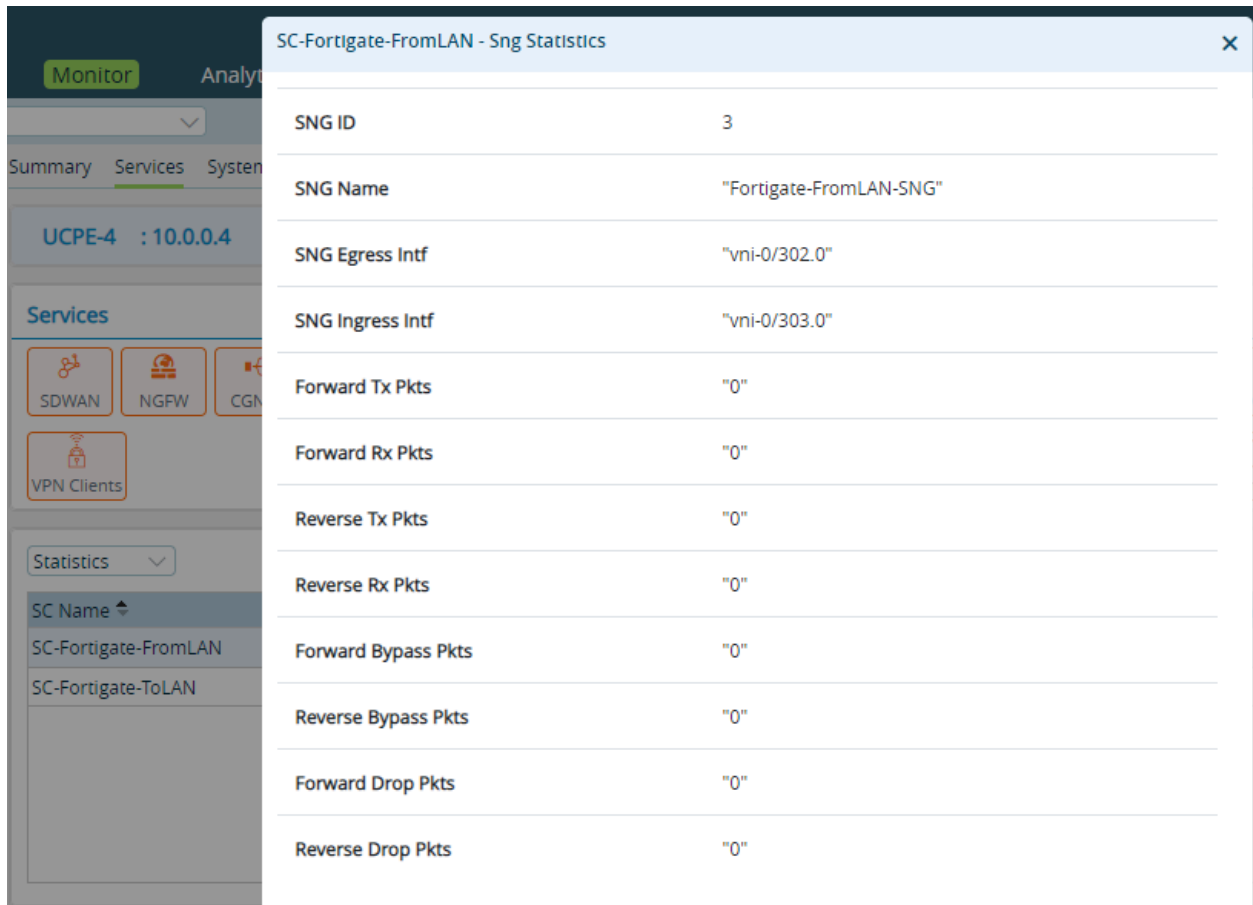 SC-Fortigate-FromLAN - Sng Statistics
Monitor
Analyt
Summary Services System
UCPE-4 : 10.0.0.4
Services
SDWAN NGFW CGN
VPN Clients
Statistics
SC Name
SC-Fortigate-FromLAN
SC-Fortigate-ToLAN
SNG ID 3
SNG Name "Fortigate-FromLAN-SNG"
SNG Egress Intf "vni-0/302.0"
SNG Ingress Intf "vni-0/303.0"
Forward Tx Pkts "0"
Forward Rx Pkts "0"
Reverse Tx Pkts "0"
Reverse Rx Pkts "0"
Forward Bypass Pkts "0"
Reverse Bypass Pkts "0"
Forward Drop Pkts "0"
Reverse Drop Pkts "0"